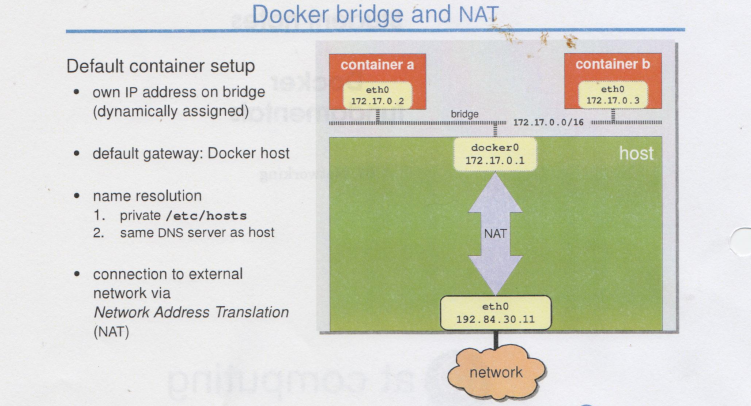 Docker bridge and NAT
Default container setup
• own IP address on bridge
(dynamically assigned)
• default gateway: Docker host
• name resolution
1. private /etc/hosts
2. same DNS server as host
• connection to external
network via
Network Address Translation
(NAT)
container a
eth0
172.17.0.2
container b
eth0
172.17.0.3
bridge
172.17.0.0/16
docker0
172.17.0.1
host
NAT
eth0
192.84.30.11
network
at computing